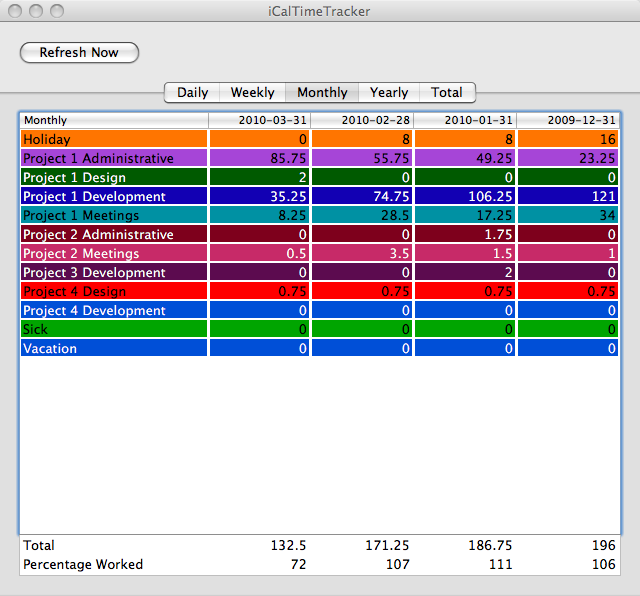 iCalTimeTracker
Refresh Now
Daily Weekly Monthly Yearly Total
Monthly 2010-03-31 2010-02-28 2010-01-31 2009-12-31
Holiday 0 8 8 16
Project 1 Administrative 85.75 55.75 49.25 23.25
Project 1 Design 2 0 0 0
Project 1 Development 35.25 74.75 106.25 121
Project 1 Meetings 8.25 28.5 17.25 34
Project 2 Administrative 0 0 1.75 0
Project 2 Meetings 0.5 3.5 1.5 1
Project 3 Development 0 0 2 0
Project 4 Design 0.75 0.75 0.75 0.75
Project 4 Development 0 0 0 0
Sick 0 0 0 0
Vacation 0 0 0 0
Total 132.5 171.25 186.75 196
Percentage Worked 72 107 111 106